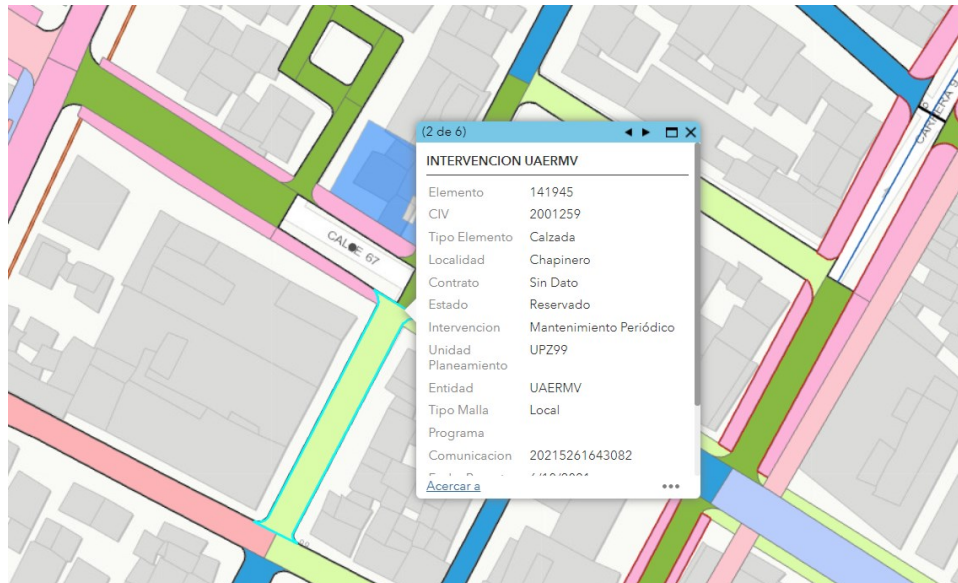 (2 de 6)
INTERVENCION UAERMV
Elemento 141945
CIV 2001259
Tipo Elemento Calzada
Localidad Chapinero
Contrato Sin Dato
Estado Reservado
Intervencion Mantenimiento Periódico
Unidad Planeamiento UPZ99
Entidad UAERMV
Tipo Malla Local
Programa
Comunicacion 20215261643082
Acercar a
CALLE 67
CARRERA 9